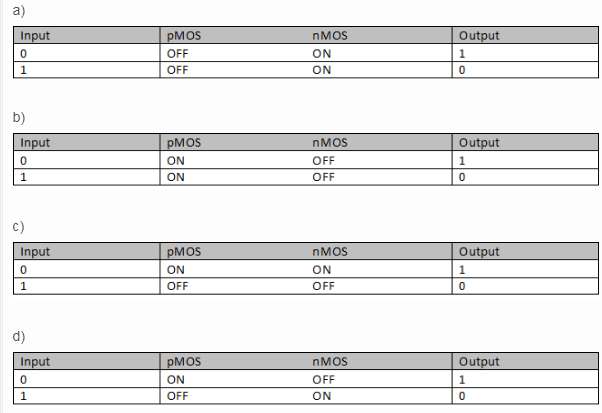 a)
Input pMOS nMOS Output
0 OFF ON 1
1 OFF ON 0
b)
Input pMOS nMOS Output
0 ON OFF 1
1 ON OFF 0
c)
Input pMOS nMOS Output
0 ON ON 1
1 OFF OFF 0
d)
Input pMOS nMOS Output
0 ON OFF 1
1 OFF ON 0